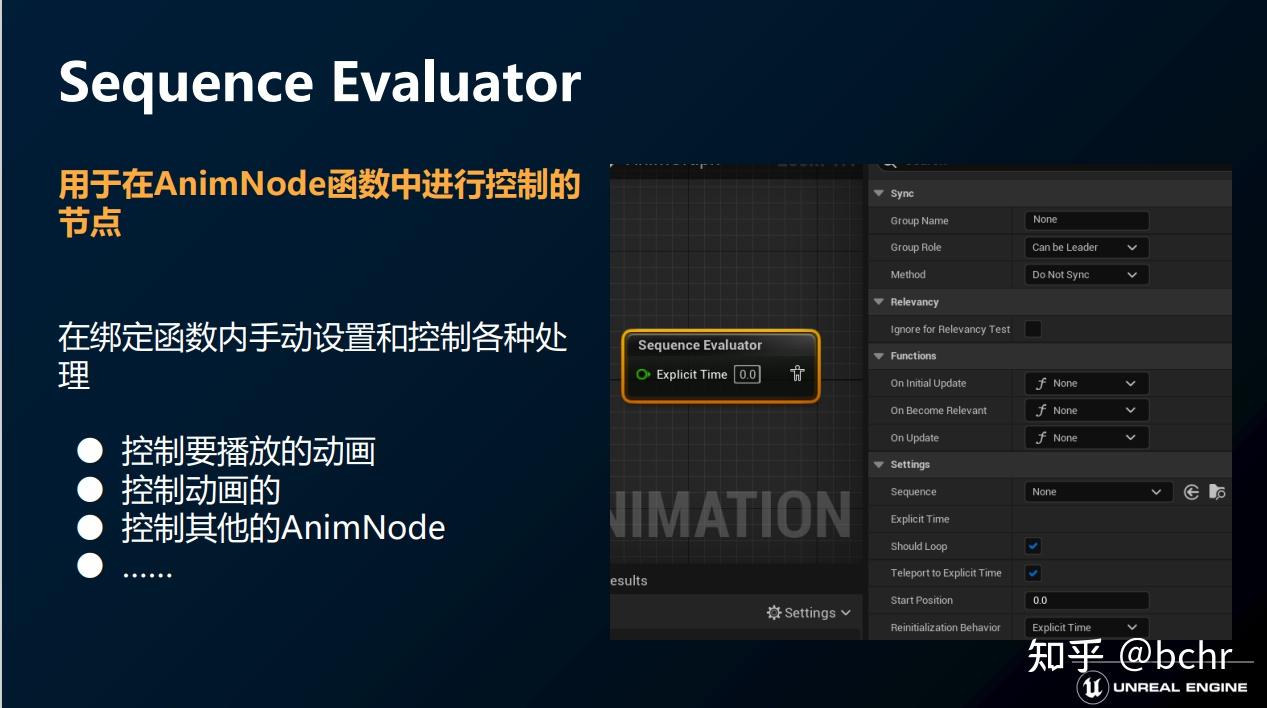 Sequence Evaluator
用于在AnimNode函数中进行控制的
节点
在绑定函数内手动设置和控制各种处
理
● 控制要播放的动画
● 控制动画的
● 控制其他的AnimNode
● ……
Sequence Evaluator
Explicit Time 0.0
NIMATION
esults
Settings
Sync
Group Name None
Group Role Can be Leader
Method Do Not Sync
Relevancy
Ignore for Relevancy Test
Functions
On Initial Update None
On Become Relevant None
On Update None
Settings
Sequence None
Explicit Time
Should Loop
Teleport to Explicit Time
Start Position 0.0
Reinitialization Behavior Explicit Time
知乎 @bchr
UNREAL ENGINE